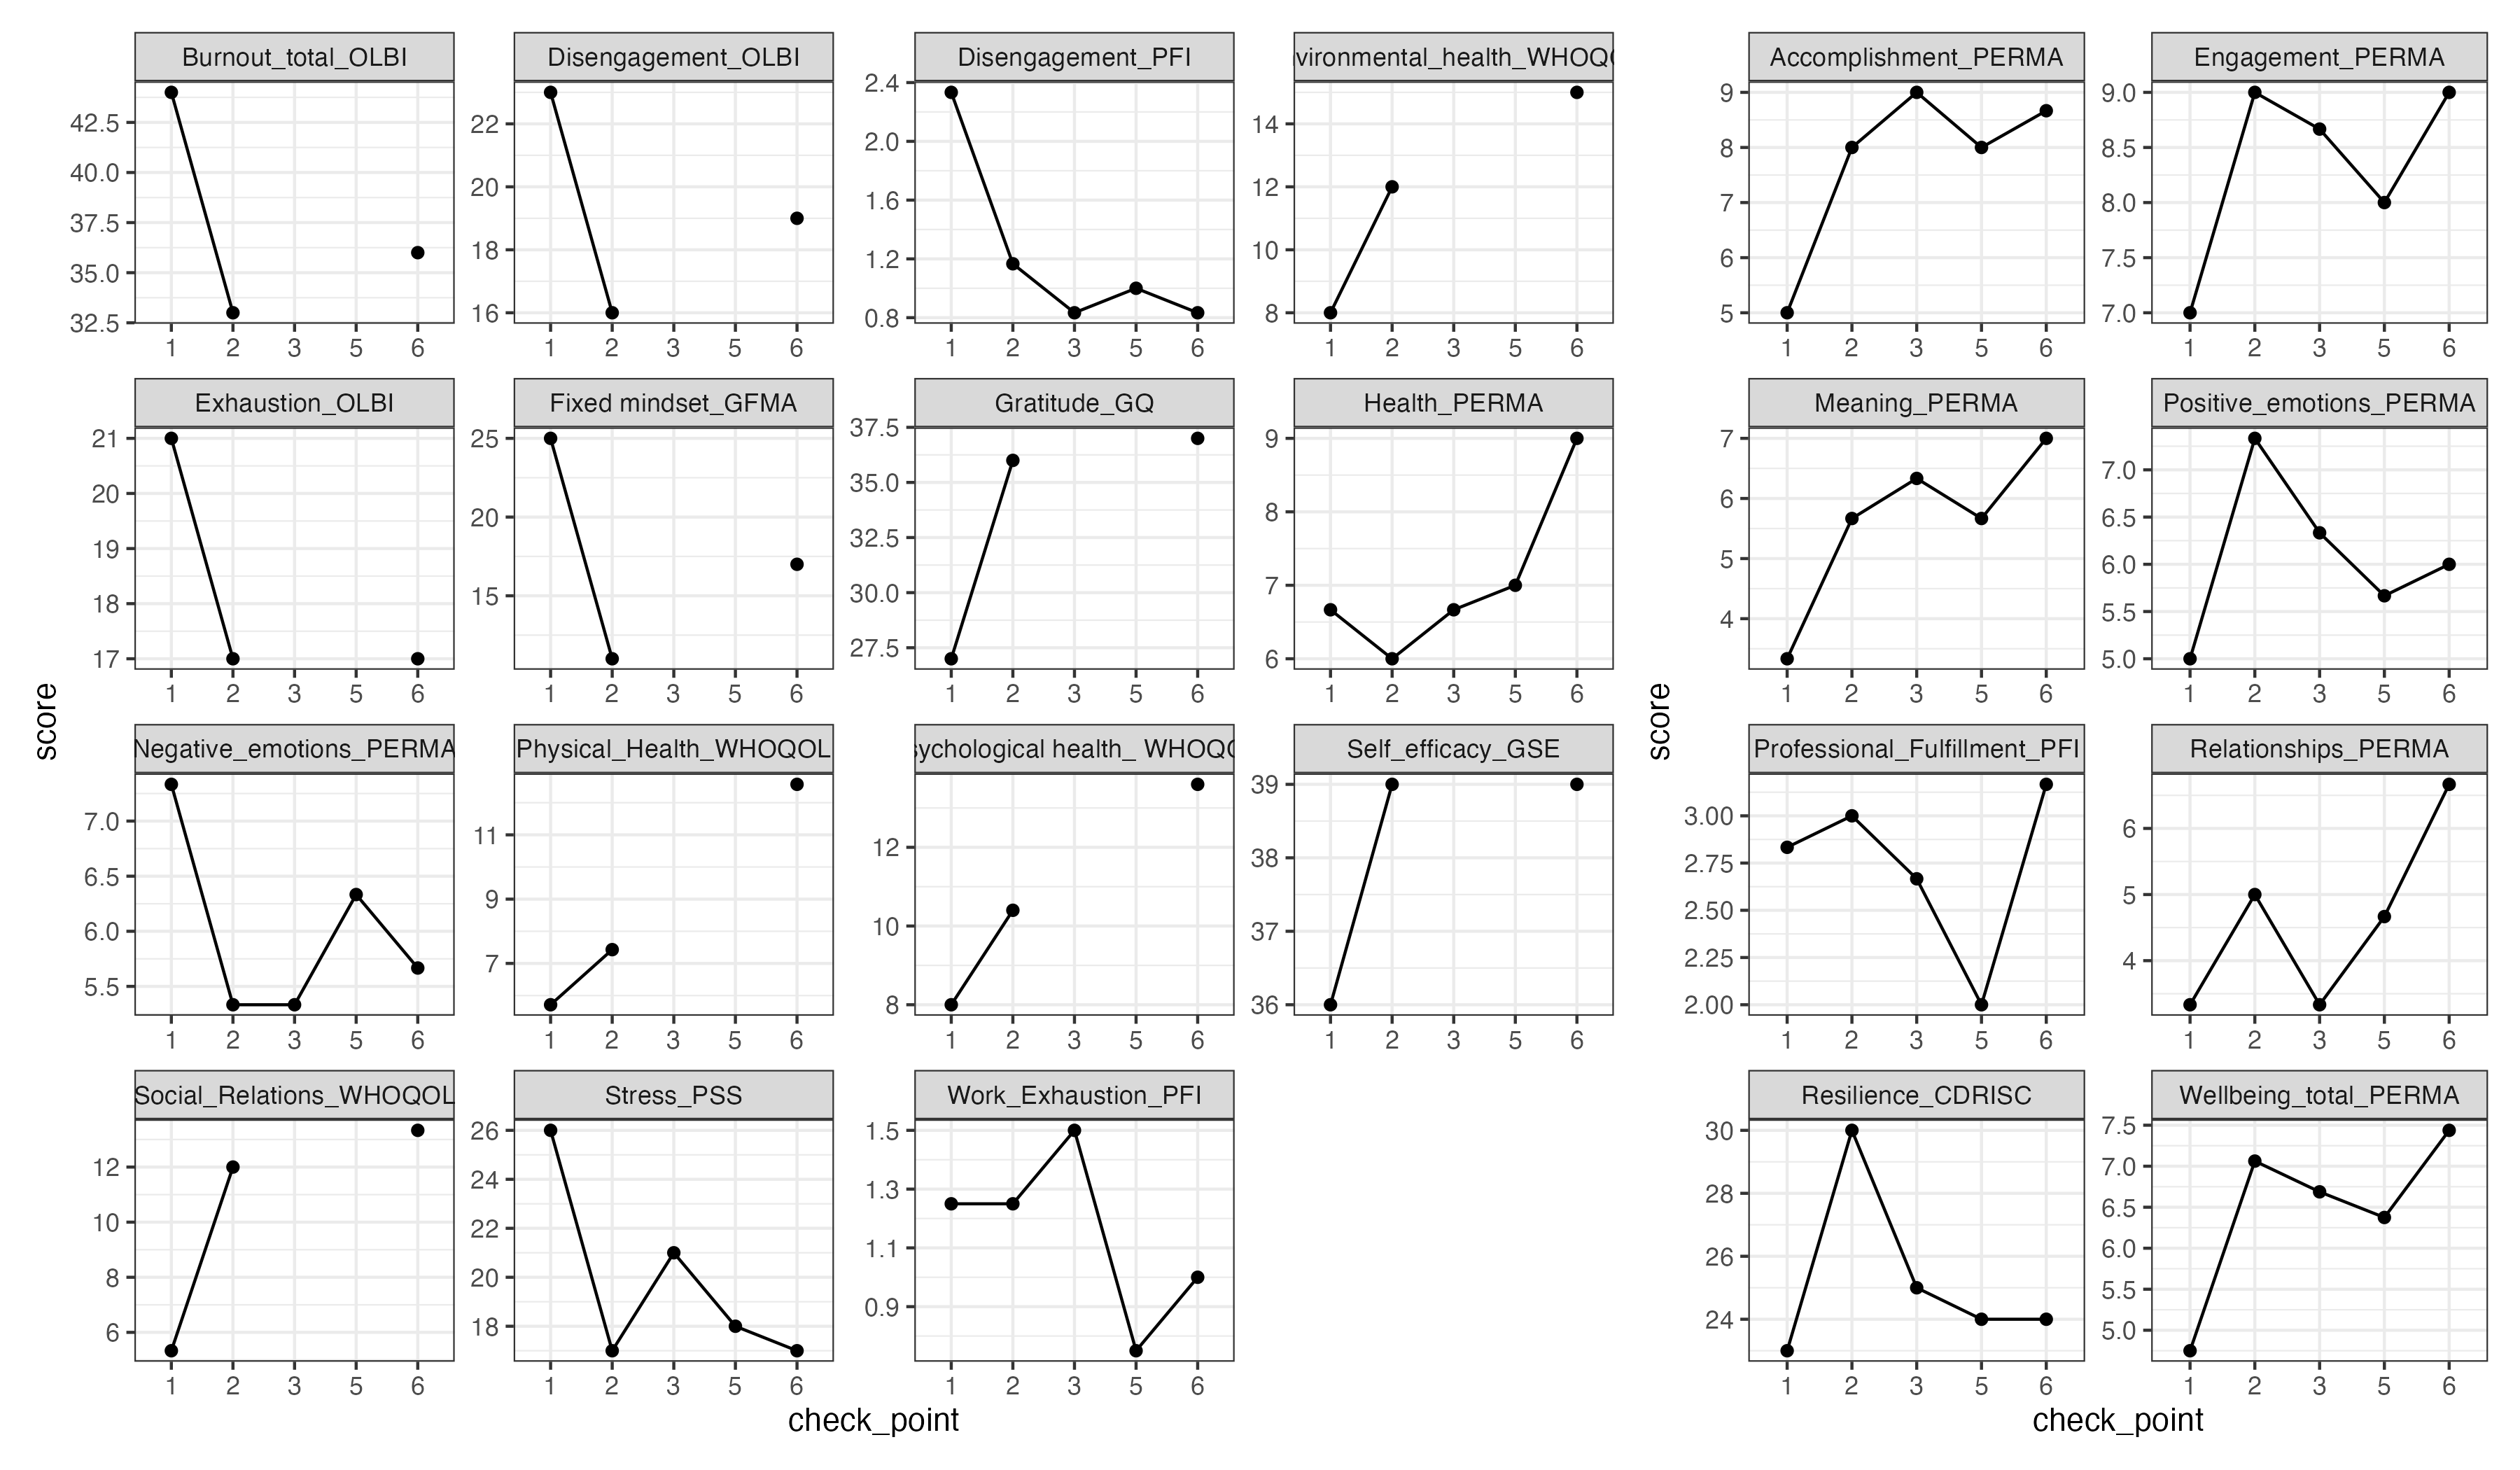 Burnout_total_OLBI
Disengagement_OLBI
Disengagement_PFI
vironmental_health_WHOQ
Accomplishment_PERMA
Engagement_PERMA
42.5
40.0
37.5
35.0
32.5
1 2 3 5 6
22
20
18
16
1 2 3 5 6
2.4
2.0
1.6
1.2
0.8
1 2 3 5 6
14
12
10
8
1 2 3 5 6
9
8
7
6
5
1 2 3 5 6
9.0
8.5
8.0
7.5
7.0
1 2 3 5 6
Exhaustion_OLBI
Fixed mindset_GFMA
Gratitude_GQ
Health_PERMA
Meaning_PERMA
Positive_emotions_PERMA
21
20
19
18
17
1 2 3 5 6
25
20
15
1 2 3 5 6
37.5
35.0
32.5
30.0
27.5
1 2 3 5 6
9
8
7
6
1 2 3 5 6
7
6
5
4
1 2 3 5 6
7.0
6.5
6.0
5.5
5.0
1 2 3 5 6
score
score
Negative_emotions_PERMA
Physical_Health_WHOQOL
sychological health_ WHOQ
Self_efficacy_GSE
Professional_Fulfillment_PFI
Relationships_PERMA
7.0
6.5
6.0
5.5
1 2 3 5 6
11
9
7
1 2 3 5 6
12
10
8
1 2 3 5 6
39
38
37
36
1 2 3 5 6
3.00
2.75
2.50
2.25
2.00
1 2 3 5 6
6
5
4
1 2 3 5 6
Social_Relations_WHOQOL
Stress_PSS
Work_Exhaustion_PFI
Resilience_CDRISC
Wellbeing_total_PERMA
12
10
8
6
1 2 3 5 6
26
24
22
20
18
1 2 3 5 6
1.5
1.3
1.1
0.9
1 2 3 5 6
30
28
26
24
1 2 3 5 6
7.5
7.0
6.5
6.0
5.5
5.0
1 2 3 5 6
check_point
check_point